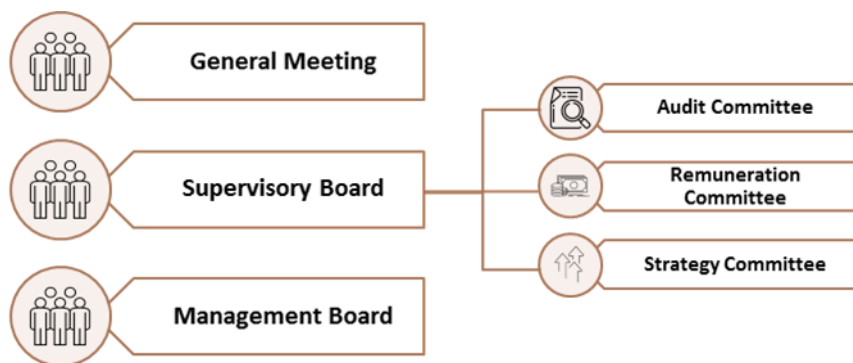 General Meeting
Supervisory Board
Management Board
Audit Committee
Remuneration
Committee
Strategy Committee